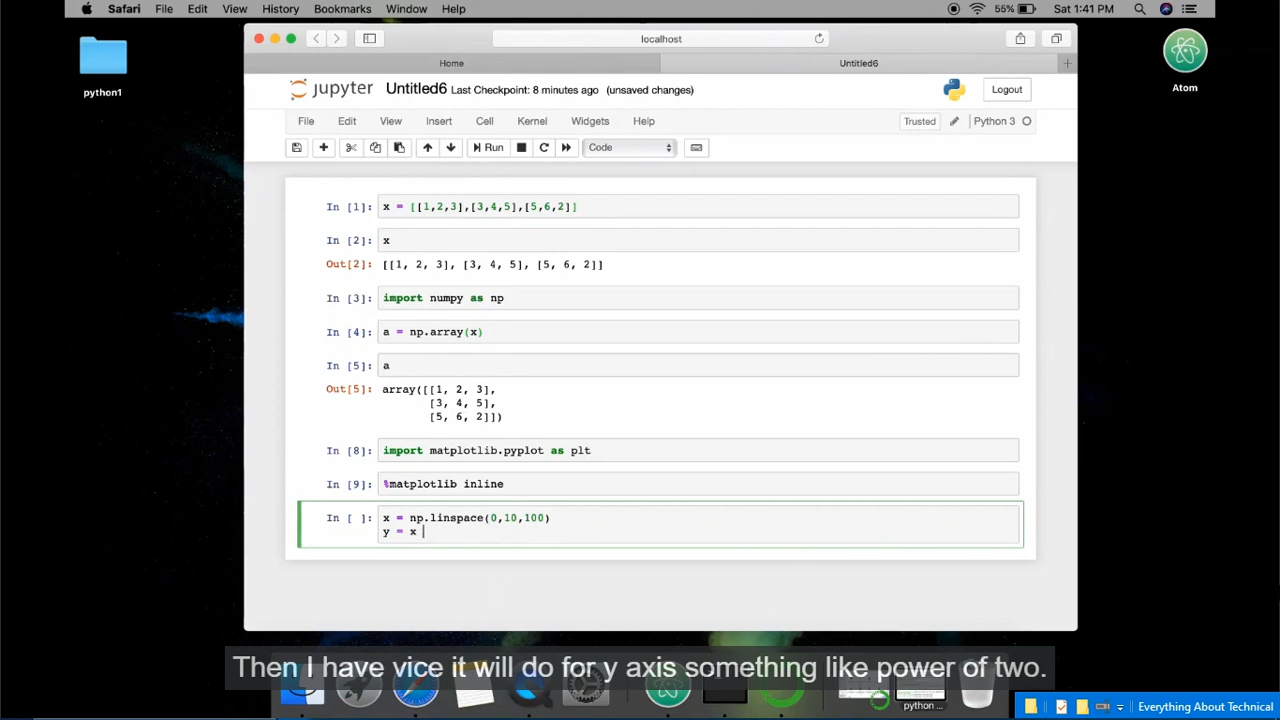 Safari File Edit View History Bookmarks Window Help 55% Sat 1:41 PM
python1
Atom
localhost
Home Untitled6
jupyter Untitled6 Last Checkpoint: 8 minutes ago (unsaved changes) Logout
File Edit View Insert Cell Kernel Widgets Help Trusted Python 3
Run Code
In [1]: x = [[1,2,3],[3,4,5],[5,6,2]]
In [2]: x
Out[2]: [[1, 2, 3], [3, 4, 5], [5, 6, 2]]
In [3]: import numpy as np
In [4]: a = np.array(x)
In [5]: a
Out[5]: array([[1, 2, 3],
[3, 4, 5],
[5, 6, 2]])
In [8]: import matplotlib.pyplot as plt
In [9]: %matplotlib inline
In [ ]: x = np.linspace(0,10,100)
y = x
Then I have vice it will do for y axis something like power of two.
python ...
Everything About Technical